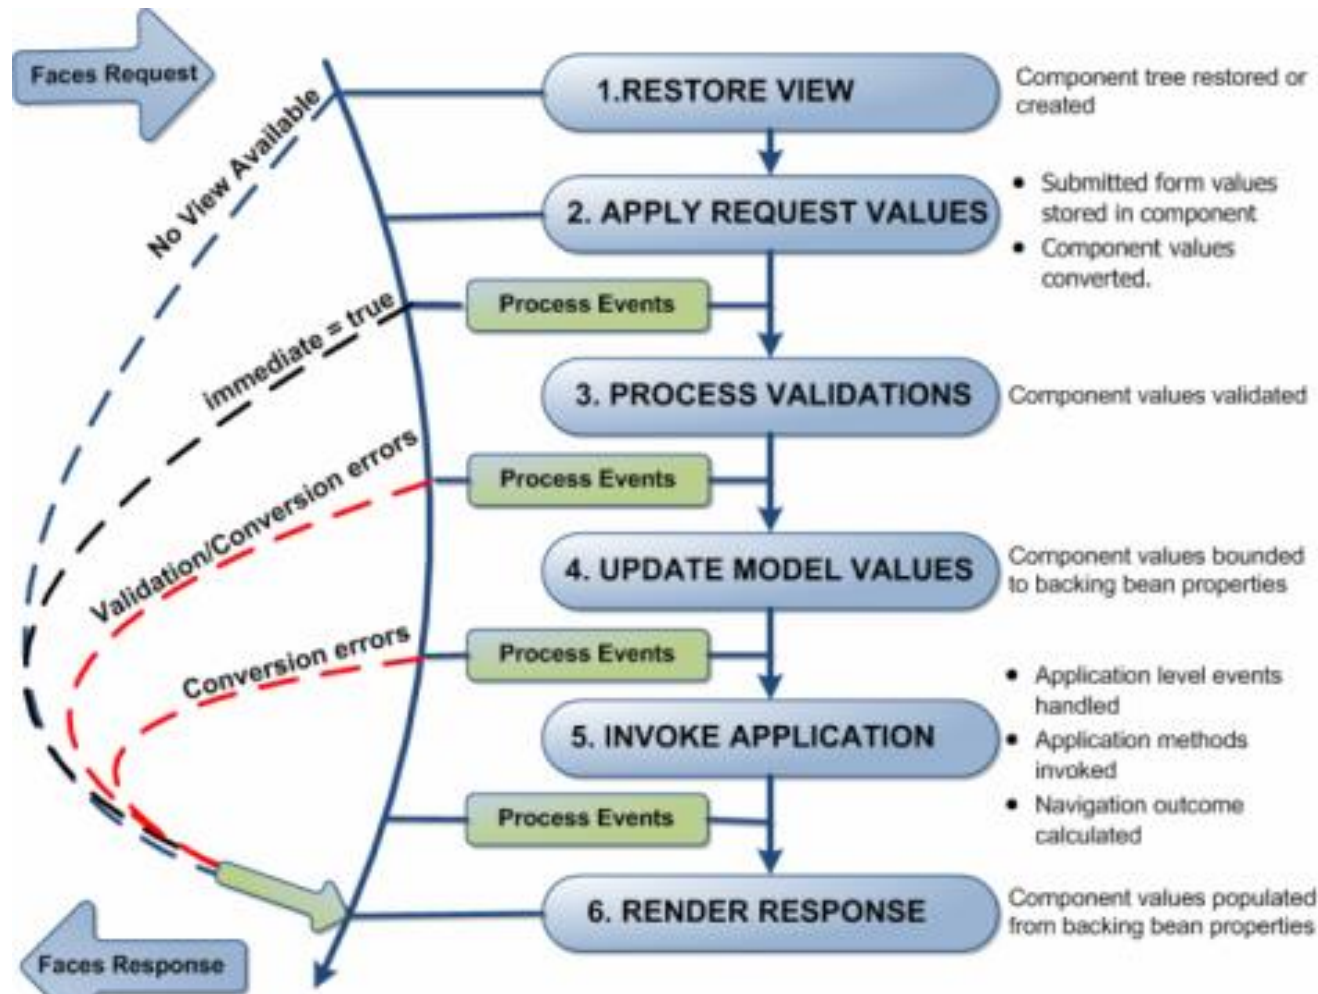 Faces Request
1.RESTORE VIEW
Component tree restored or
created
No View Available
2. APPLY REQUEST VALUES
• Submitted form values
stored in component
• Component values
converted.
Process Events
immediate = true
3. PROCESS VALIDATIONS
Component values validated
Process Events
Validation/Conversion errors
4. UPDATE MODEL VALUES
Component values bounded
to backing bean properties
Process Events
Conversion errors
5. INVOKE APPLICATION
• Application level events
handled
• Application methods
invoked
• Navigation outcome
calculated
Process Events
6. RENDER RESPONSE
Component values populated
from backing bean properties
Faces Response